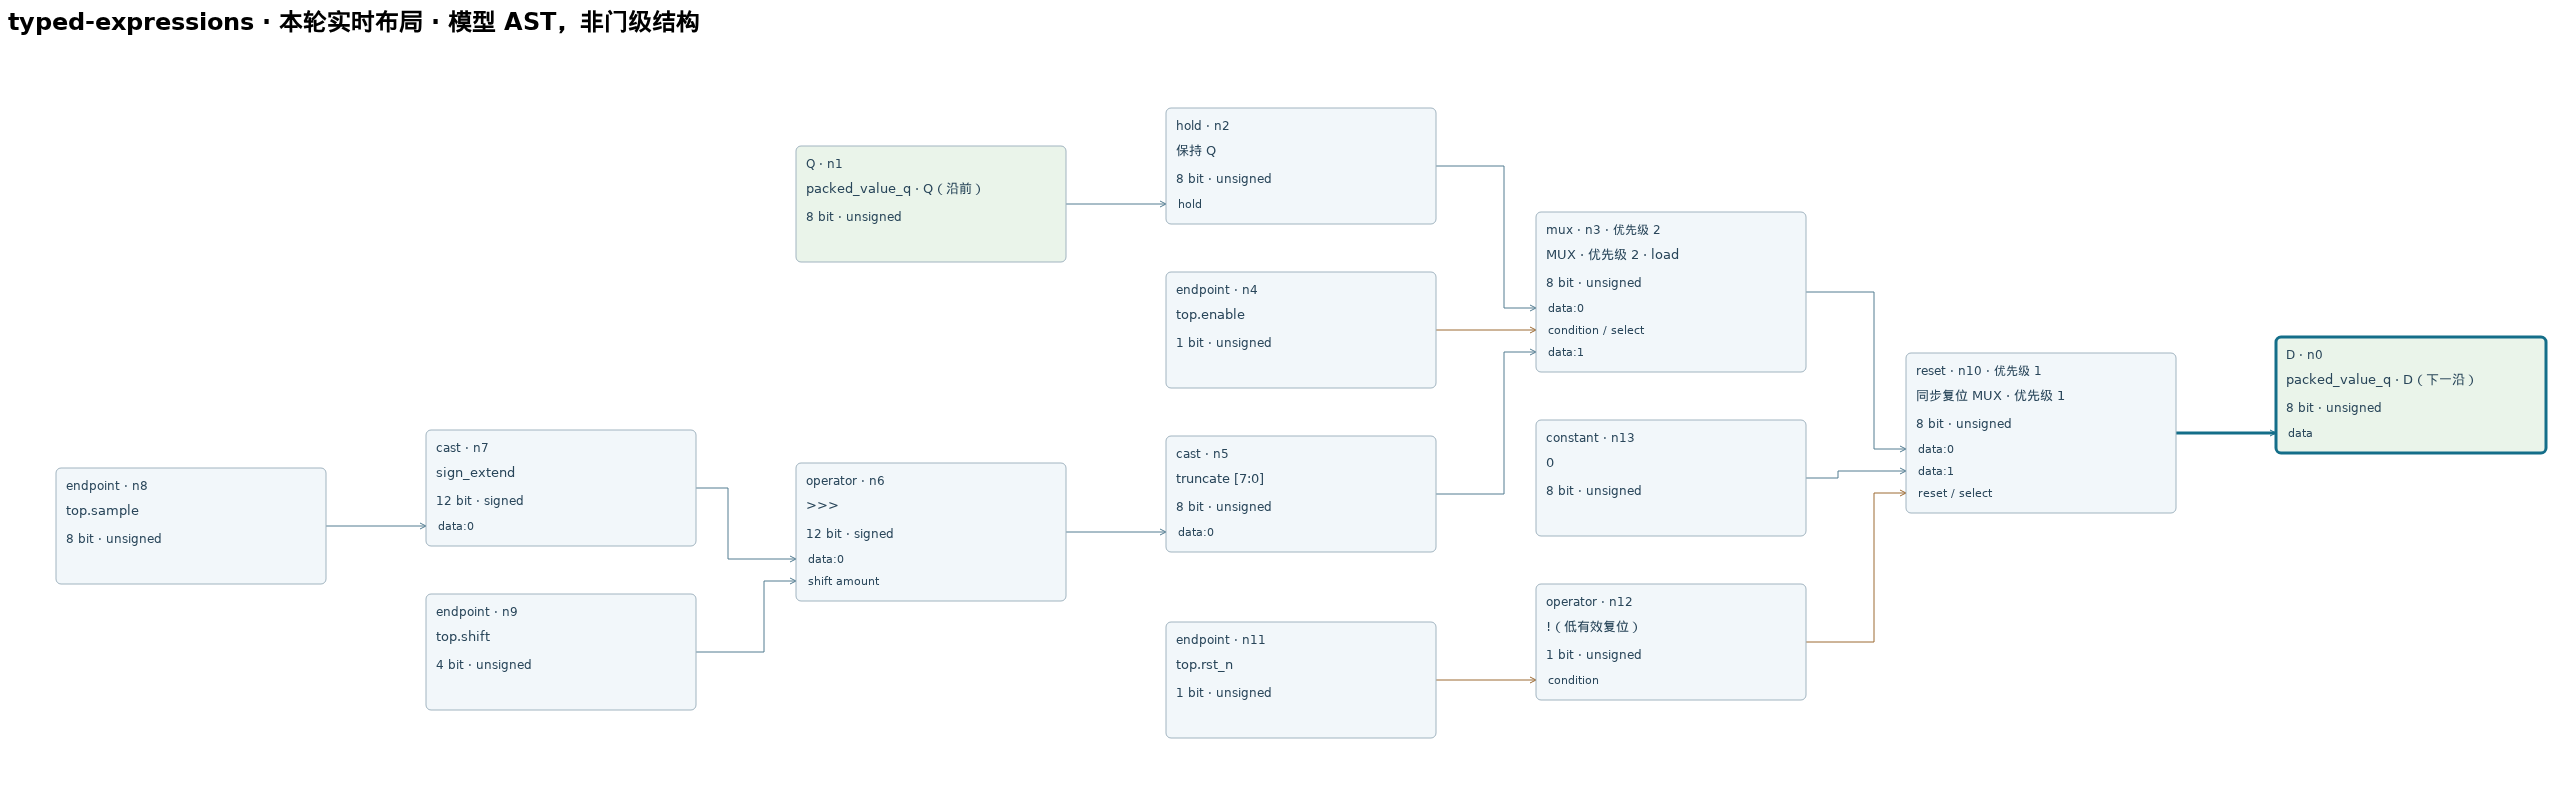 typed-expressions · 本轮实时布局 · 模型 AST，非门级结构
hold · n2
保持 Q
8 bit · unsigned
hold
Q · n1
packed_value_q · Q（沿前）
8 bit · unsigned
mux · n3 · 优先级 2
MUX · 优先级 2 · load
8 bit · unsigned
data:0
condition / select
data:1
endpoint · n4
top.enable
1 bit · unsigned
D · n0
packed_value_q · D（下一沿）
8 bit · unsigned
data
reset · n10 · 优先级 1
同步复位 MUX · 优先级 1
8 bit · unsigned
data:0
data:1
reset / select
constant · n13
0
8 bit · unsigned
cast · n7
sign_extend
12 bit · signed
data:0
cast · n5
truncate [7:0]
8 bit · unsigned
data:0
endpoint · n8
top.sample
8 bit · unsigned
operator · n6
>>>
12 bit · signed
data:0
shift amount
endpoint · n9
top.shift
4 bit · unsigned
operator · n12
!（低有效复位）
1 bit · unsigned
condition
endpoint · n11
top.rst_n
1 bit · unsigned